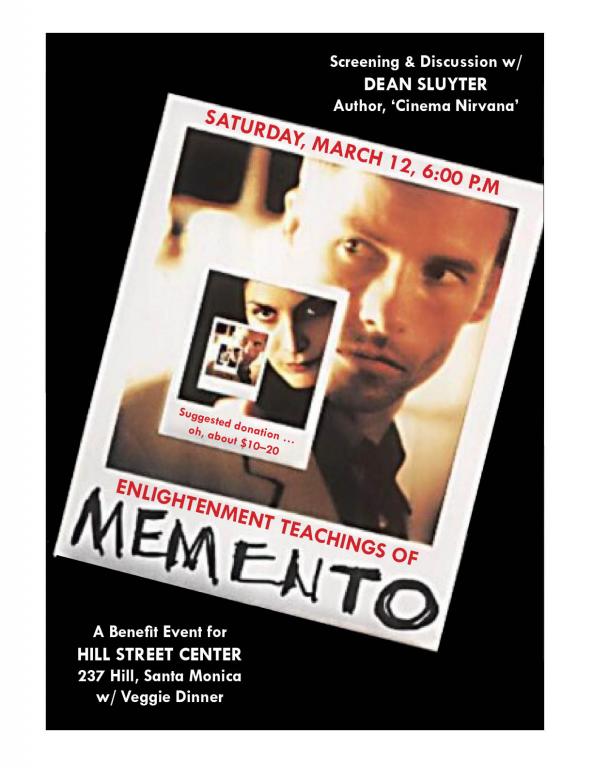 Screening & Discussion w/
DEAN SLUYTER
Author, ‘Cinema Nirvana’
SATURDAY, MARCH 12, 6:00 P.M
Suggested donation ...
oh, about $10–20
ENLIGHTENMENT TEACHINGS OF
MEMENTO
A Benefit Event for
HILL STREET CENTER
237 Hill, Santa Monica
w/ Veggie Dinner